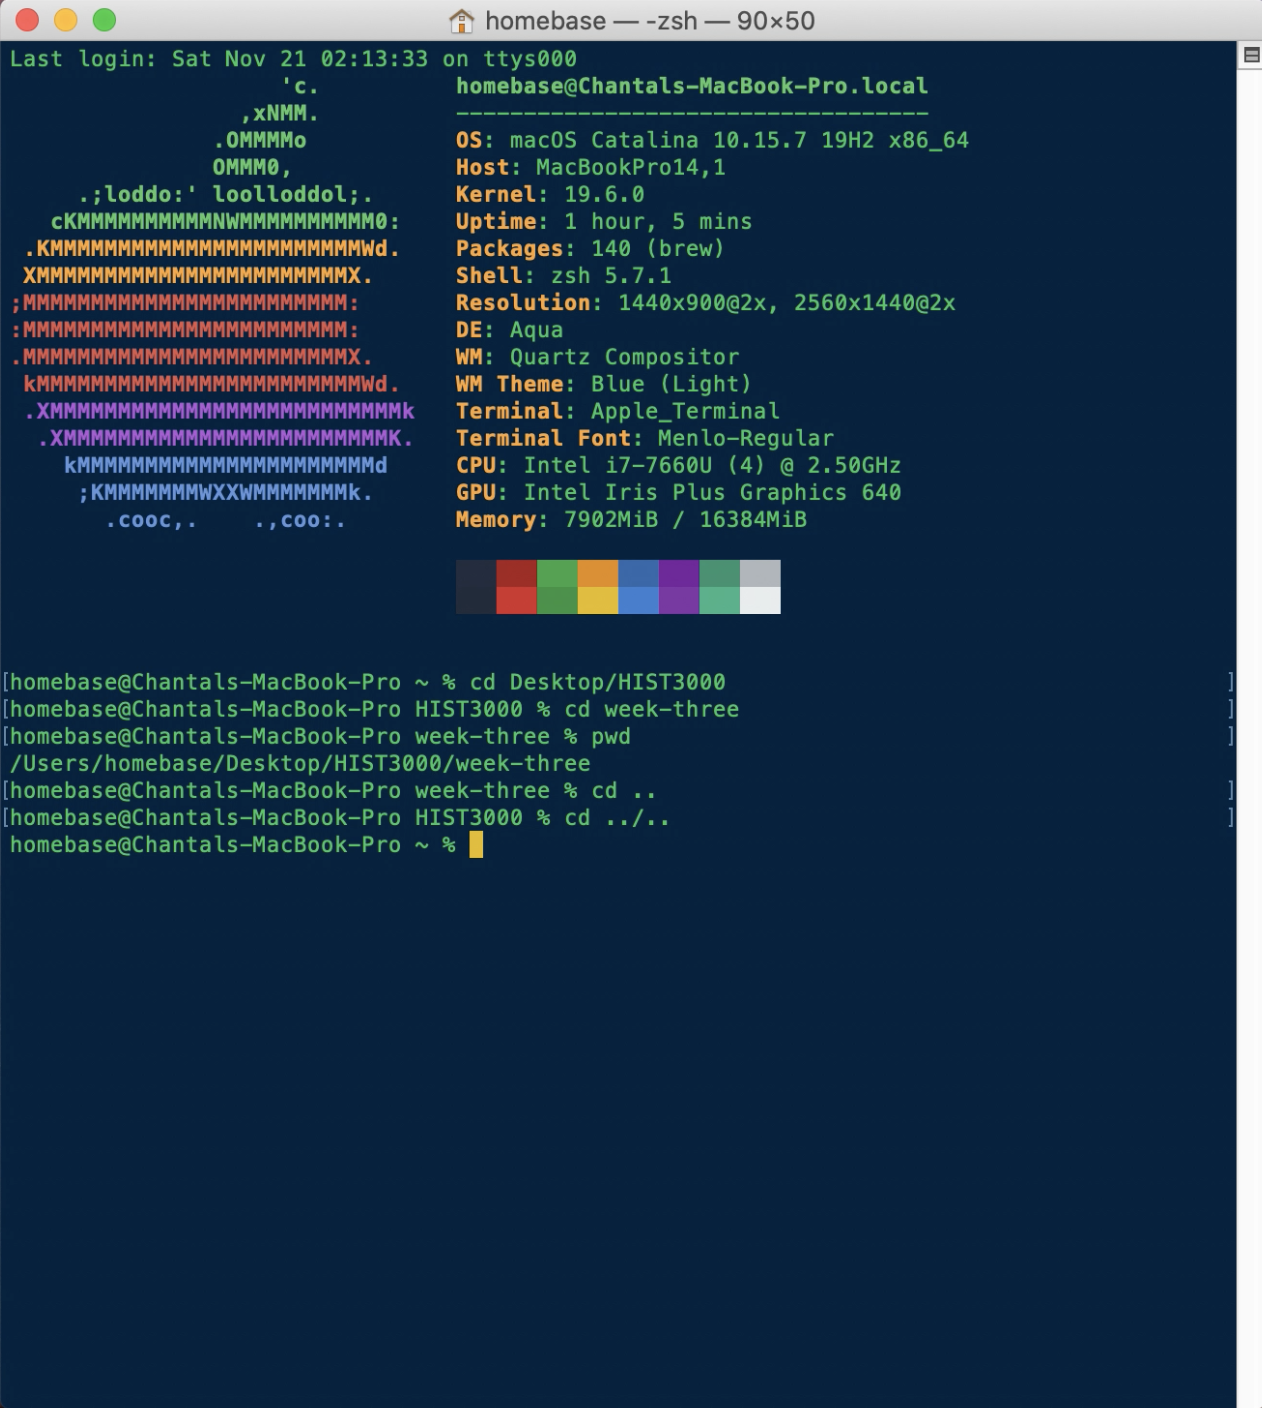 homebase — -zsh — 90×50
Last login: Sat Nov 21 02:13:33 on ttys000
'c. homebase@Chantals-MacBook-Pro.local
,xNMM. -----------------------------------
.OMMMMo OS: macOS Catalina 10.15.7 19H2 x86_64
OMMM0, Host: MacBookPro14,1
.;loddo:' loolloddol;. Kernel: 19.6.0
cKMMMMMMMMMMNWMMMMMMMMMM0: Uptime: 1 hour, 5 mins
.KMMMMMMMMMMMMMMMMMMMMMMMWd. Packages: 140 (brew)
XMMMMMMMMMMMMMMMMMMMMMMMX. Shell: zsh 5.7.1
;MMMMMMMMMMMMMMMMMMMMMMMM: Resolution: 1440x900@2x, 2560x1440@2x
:MMMMMMMMMMMMMMMMMMMMMMMM: DE: Aqua
.MMMMMMMMMMMMMMMMMMMMMMMMX. WM: Quartz Compositor
kMMMMMMMMMMMMMMMMMMMMMMMMWd. WM Theme: Blue (Light)
.XMMMMMMMMMMMMMMMMMMMMMMMMMMk Terminal: Apple_Terminal
.XMMMMMMMMMMMMMMMMMMMMMMMMK. Terminal Font: Menlo-Regular
kMMMMMMMMMMMMMMMMMMMMMMd CPU: Intel i7-7660U (4) @ 2.50GHz
;KMMMMMMMWXXWMMMMMMMk. GPU: Intel Iris Plus Graphics 640
.cooc,. .,coo:. Memory: 7902MiB / 16384MiB
[homebase@Chantals-MacBook-Pro ~ % cd Desktop/HIST3000 ]
[homebase@Chantals-MacBook-Pro HIST3000 % cd week-three ]
[homebase@Chantals-MacBook-Pro week-three % pwd ]
/Users/homebase/Desktop/HIST3000/week-three
[homebase@Chantals-MacBook-Pro week-three % cd .. ]
[homebase@Chantals-MacBook-Pro HIST3000 % cd ../.. ]
homebase@Chantals-MacBook-Pro ~ %